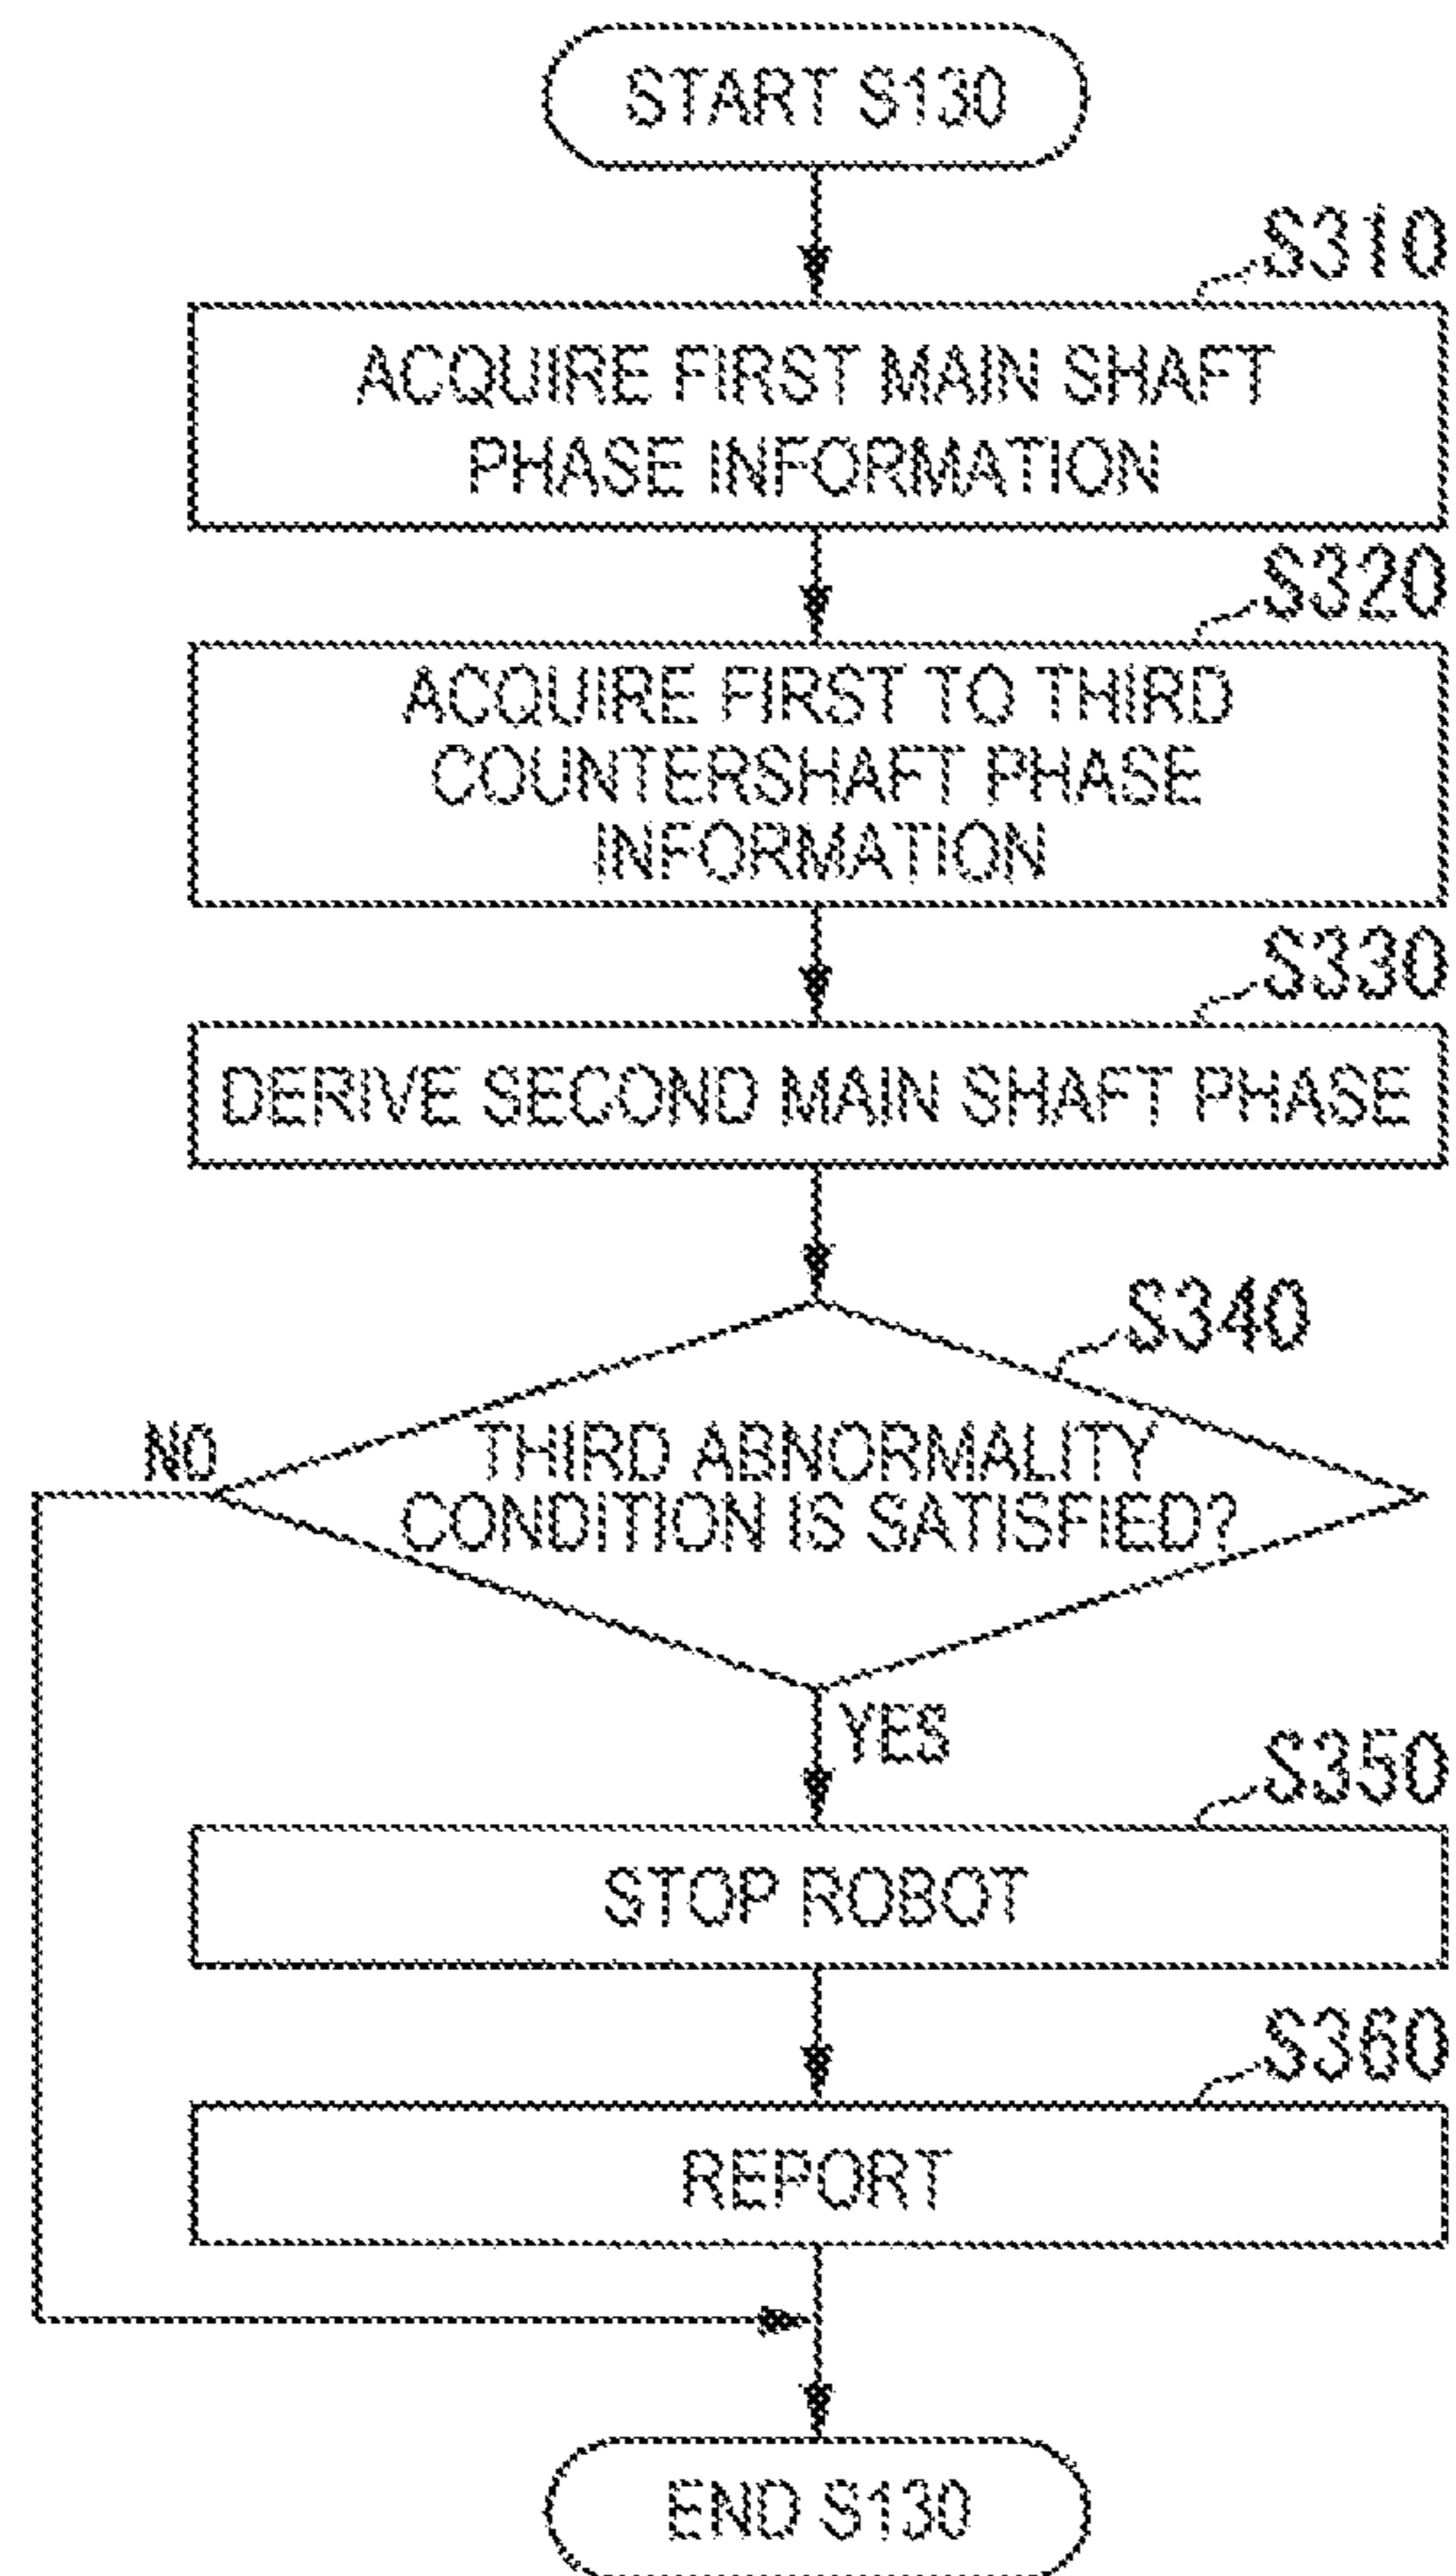 START S130
S310
ACQUIRE FIRST MAIN SHAFT
PHASE INFORMATION
S320
ACQUIRE FIRST TO THIRD
COUNTERSHAFT PHASE
INFORMATION
S330
DERIVE SECOND MAIN SHAFT PHASE
S340
NO
THIRD ABNORMALITY
CONDITION IS SATISFIED?
YES
S350
STOP ROBOT
S360
REPORT
END S130